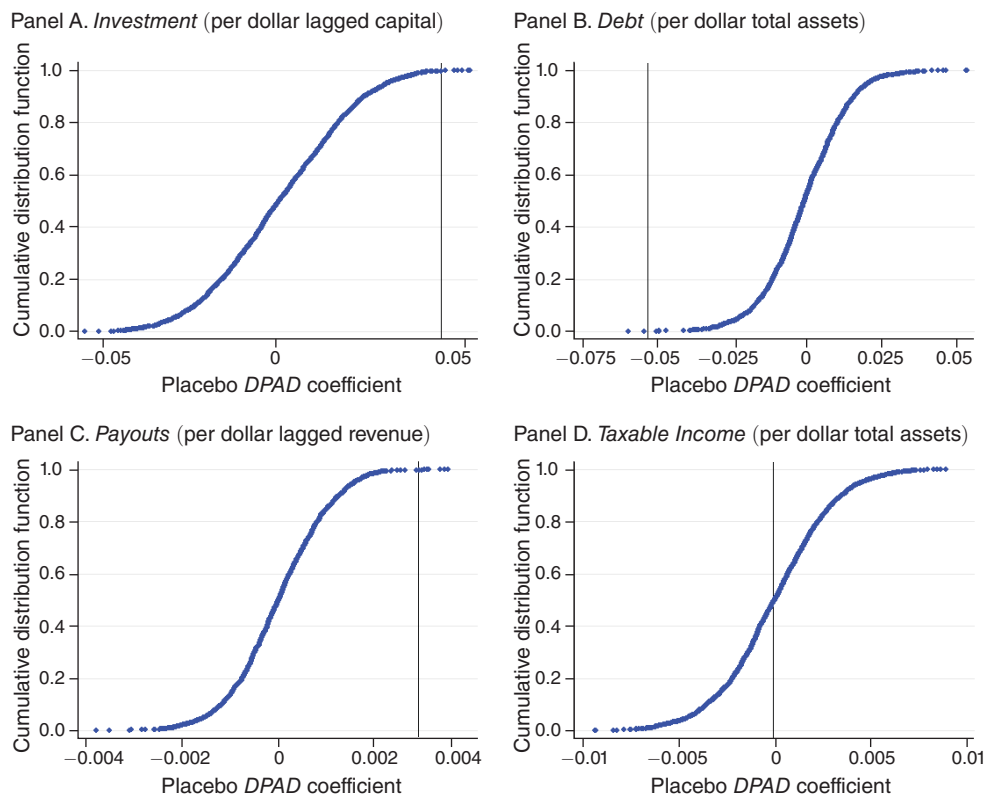 Panel A. Investment (per dollar lagged capital)
Cumulative distribution function
1.0
0.8
0.6
0.4
0.2
0.0
−0.05 0 0.05
Placebo DPAD coefficient
Panel B. Debt (per dollar total assets)
Cumulative distribution function
1.0
0.8
0.6
0.4
0.2
0.0
−0.075 −0.05 −0.025 0 0.025 0.05
Placebo DPAD coefficient
Panel C. Payouts (per dollar lagged revenue)
Cumulative distribution function
1.0
0.8
0.6
0.4
0.2
0.0
−0.004 −0.002 0 0.002 0.004
Placebo DPAD coefficient
Panel D. Taxable Income (per dollar total assets)
Cumulative distribution function
1.0
0.8
0.6
0.4
0.2
0.0
−0.01 −0.005 0 0.005 0.01
Placebo DPAD coefficient